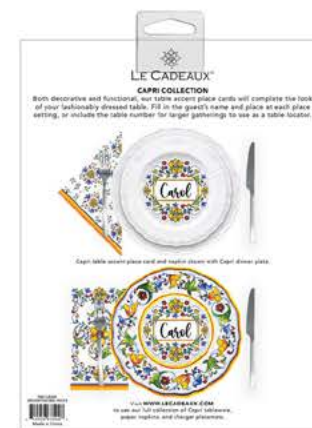 LE CADEAUX®
CAPRI COLLECTION
Both decorative and functional, our table accent place cards will complete the look
of your fashionably dressed table. Fill in the guest's name and place at each place
setting, or include the table number for larger gatherings to use as a table locator.
Carol
Capri table accent place card and napkin shown with Capri dinner plate.
Carol
Visit WWW.LECADEAUX.COM
to see our full collection of Capri tableware,
paper napkins, and charger placemats.
Made in China